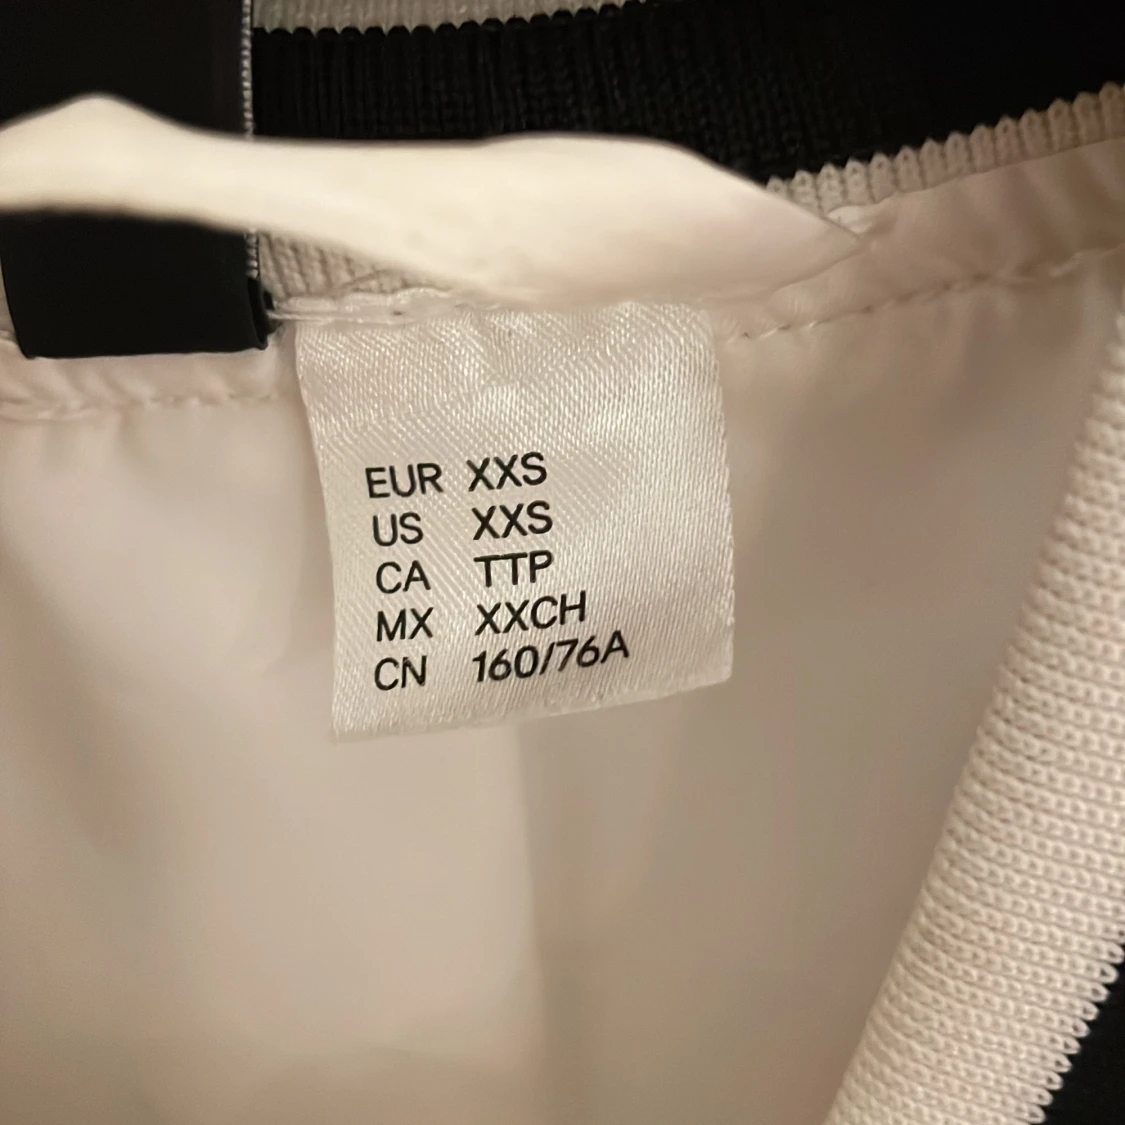 EUR XXS
US XXS
CA TTP
MX XXCH
CN 160/76A